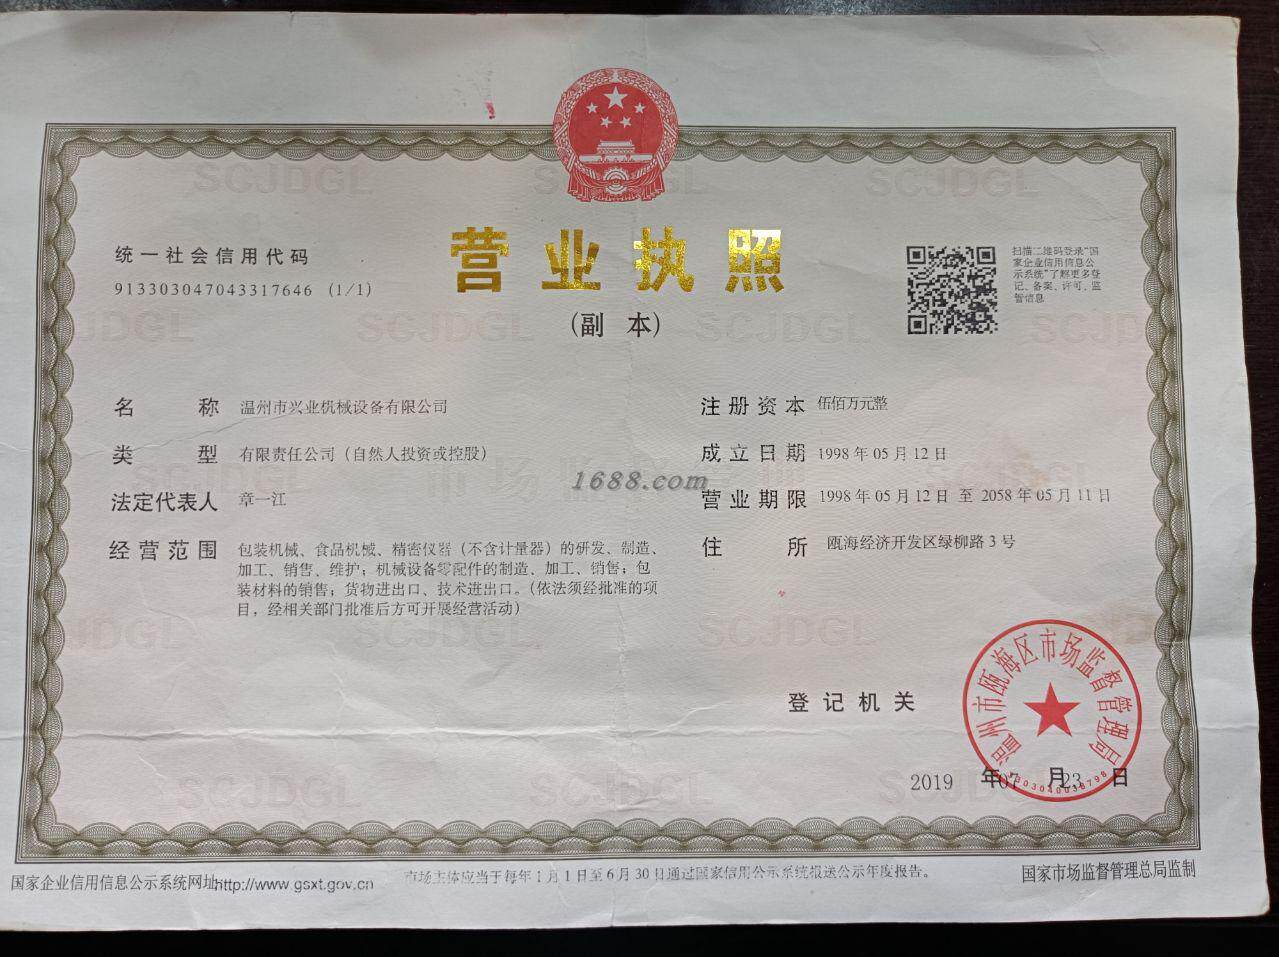 营业执照
（副 本）
统一社会信用代码
913303047043317646 (1/1)
扫描二维码登录“国
家企业信用信息公
示系统”了解更多登
记、备案、许可、监
管信息
名称 温州市兴业机械设备有限公司
类型 有限责任公司（自然人投资或控股）
法定代表人 章一江
经营范围 包装机械、食品机械、精密仪器（不含计量器）的研发、制造、
加工、销售、维护；机械设备零配件的制造、加工、销售；包
装材料的销售；货物进出口、技术进出口。（依法须经批准的项
目，经相关部门批准后方可开展经营活动）
注册资本 伍佰万元整
成立日期 1998年05月12日
营业期限 1998年05月12日 至 2058年05月11日
住所 瓯海经济开发区绿柳路3号
1688.com
登记机关
温州市瓯海区市场监督管理局
2019 年07 月23 日
国家企业信用信息公示系统网址http://www.gsxt.gov.cn
市场主体应当于每年1月1日至6月30日通过国家信用公示系统报送公示年度报告。
国家市场监督管理总局监制
SCJDGL